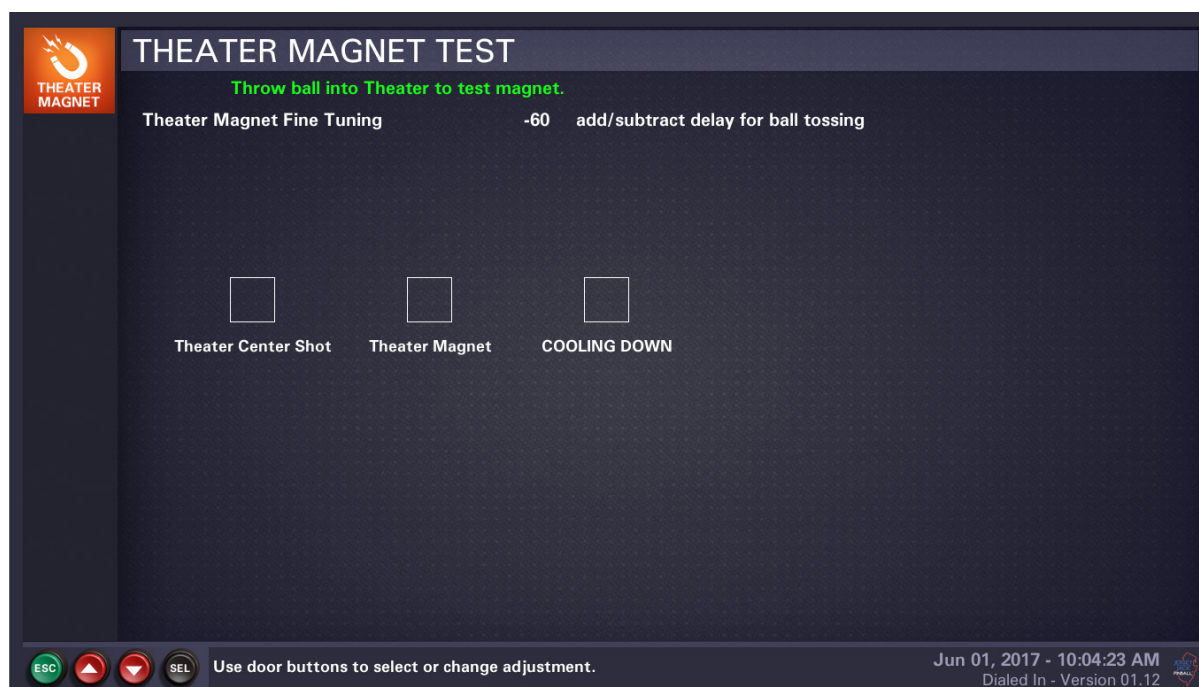 THEATER MAGNET TEST
THEATER
MAGNET
Throw ball into Theater to test magnet.
Theater Magnet Fine Tuning -60 add/subtract delay for ball tossing
Theater Center Shot Theater Magnet COOLING DOWN
ESC SEL Use door buttons to select or change adjustment.
Jun 01, 2017 - 10:04:23 AM
Dialed In - Version 01.12